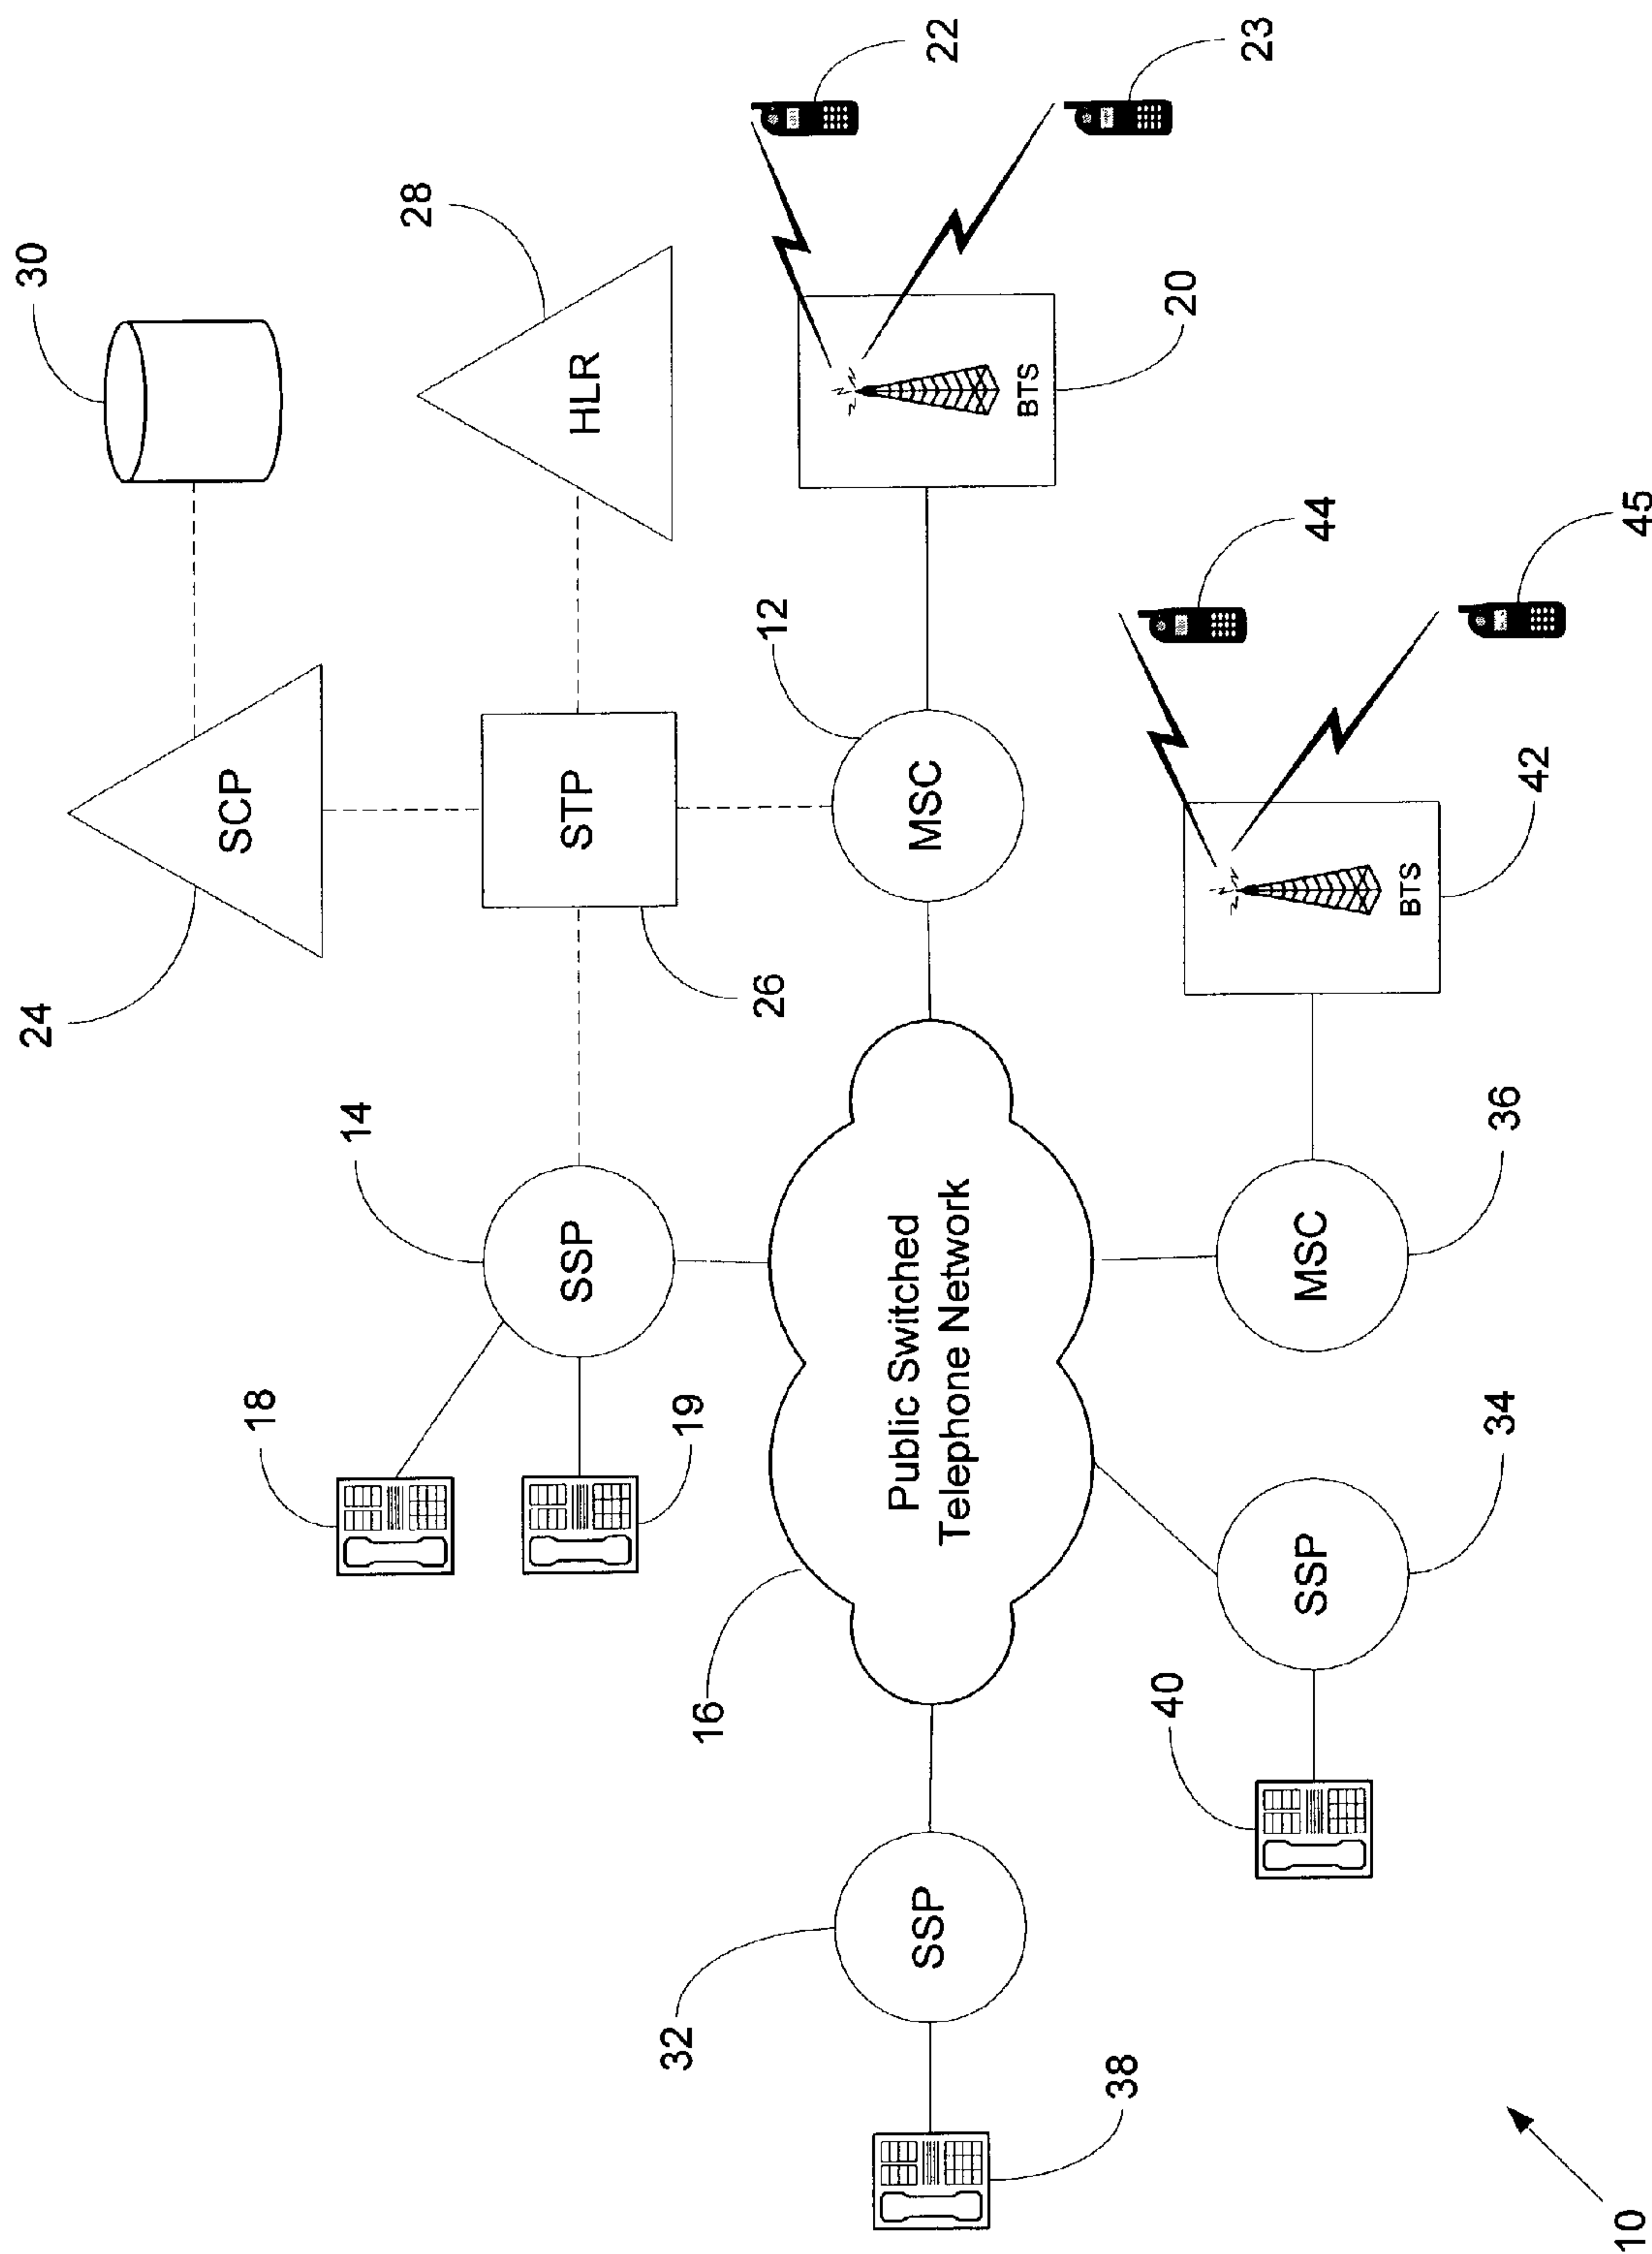 30
24
SCP
28
HLR
14
SSP
STP
26
18
19
12
MSC
22
20
BTS
23
16
Public Switched
Telephone Network
32
SSP
38
44
42
BTS
45
36
MSC
34
SSP
40
10